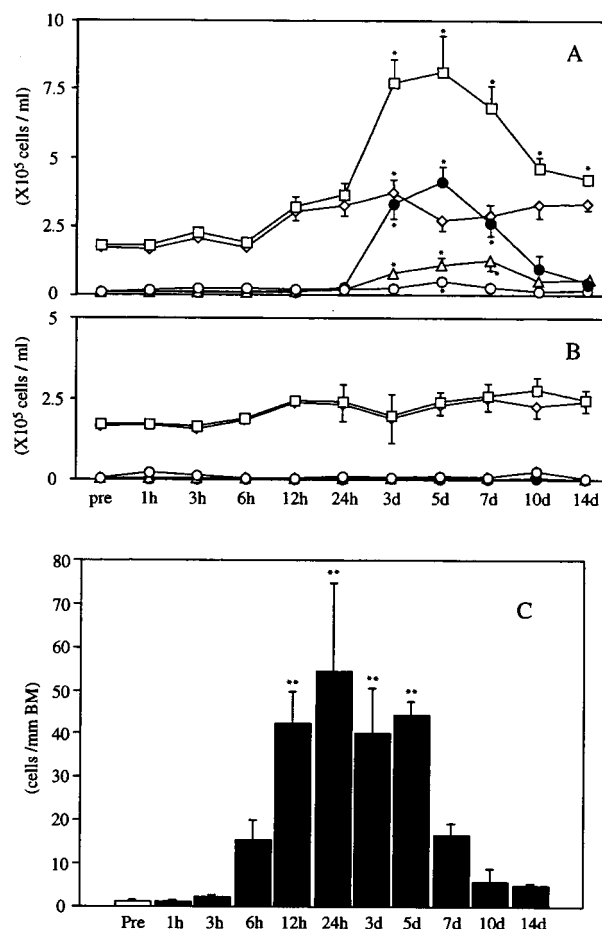 10
A
7.5
(X10⁵ cells / ml)
5
2.5
0
5
B
(X10⁵ cells / ml)
2.5
0
pre 1h 3h 6h 12h 24h 3d 5d 7d 10d 14d
80
C
70
60
50
(cells /mm BM)
40
30
20
10
0
Pre 1h 3h 6h 12h 24h 3d 5d 7d 10d 14d